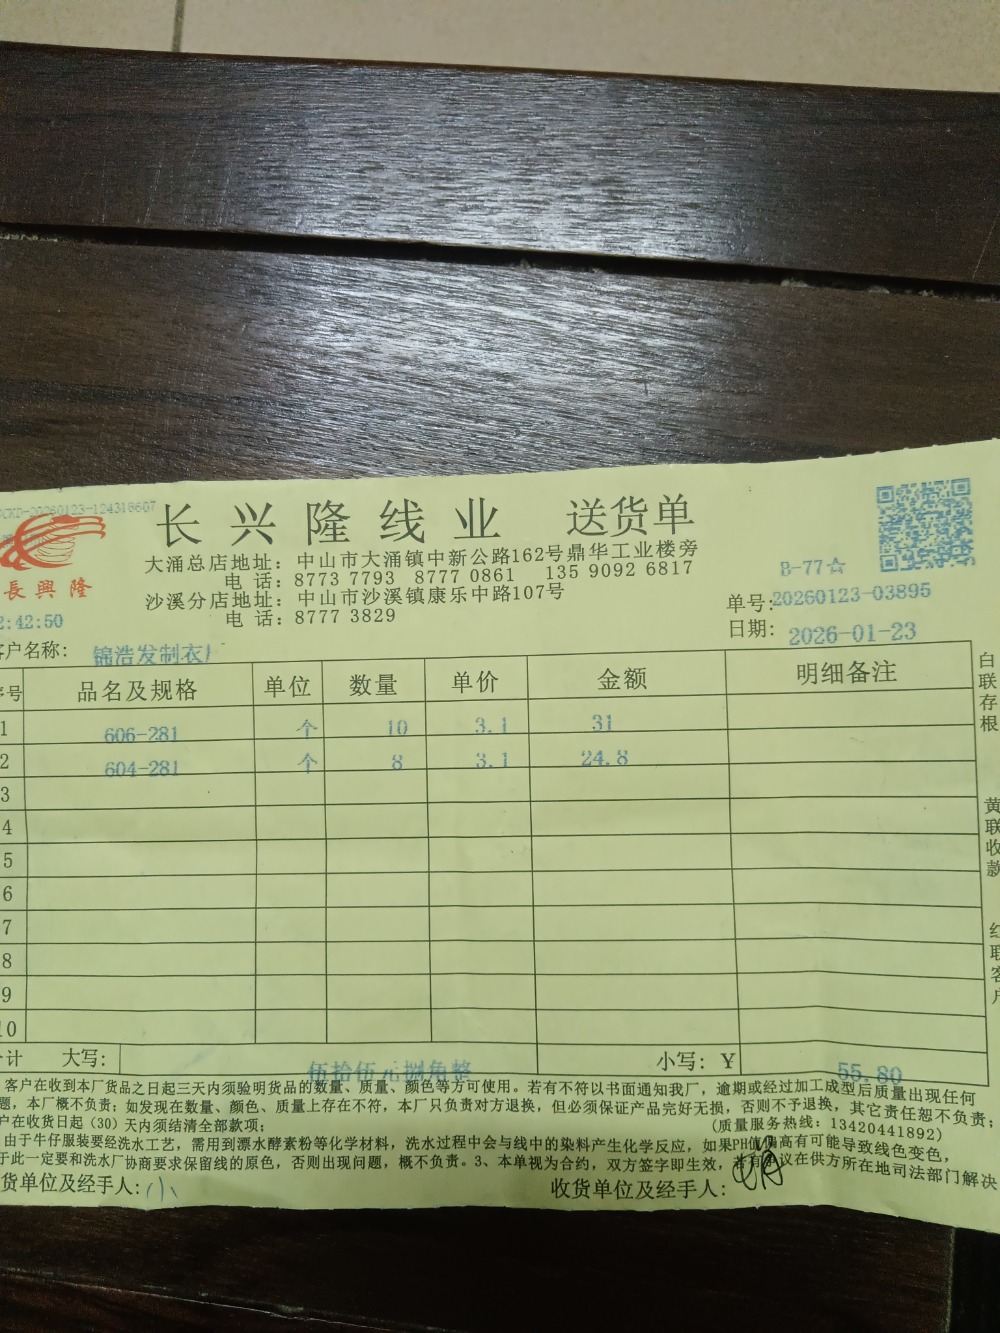 CKD-20260123-124318607
长兴隆线业 送货单
長興隆
大涌总店地址：中山市大涌镇中新公路162号鼎华工业楼旁
电 话：8773 7793 8777 0861 135 9092 6817
沙溪分店地址：中山市沙溪镇康乐中路107号
电 话：8777 3829
B-77☆
单号:20260123-03895
日期: 2026-01-23
2:42:50
客户名称: 锦浩发制衣厂
序号 品名及规格 单位 数量 单价 金额 明细备注
1 606-281 个 10 3.1 31
2 604-281 个 8 3.1 24.8
3
4
5
6
7
8
9
10
合计 大写: 伍拾伍元捌角整 小写: ¥ 55.80
客户在收到本厂货品之日起三天内须验明货品的数量、质量、颜色等方可使用。若有不符以书面通知我厂，逾期或经过加工成型后质量出现任何
题，本厂概不负责；如发现在数量、颜色、质量上存在不符，本厂只负责对方退换，但必须保证产品完好无损，否则不予退换，其它责任恕不负责；
户在收货日起（30）天内须结清全部款项； （质量服务热线：13420441892）
由于牛仔服装要经洗水工艺，需用到漂水酵素粉等化学材料，洗水过程中会与线中的染料产生化学反应，如果PH值偏高有可能导致线色变色，
于此一定要和洗水厂协商要求保留线的原色，否则出现问题，概不负责。3、本单视为合约，双方签字即生效，若有争议在供方所在地司法部门解决
货单位及经手人: 小 收货单位及经手人:
白联存根
黄联收款
红联客户